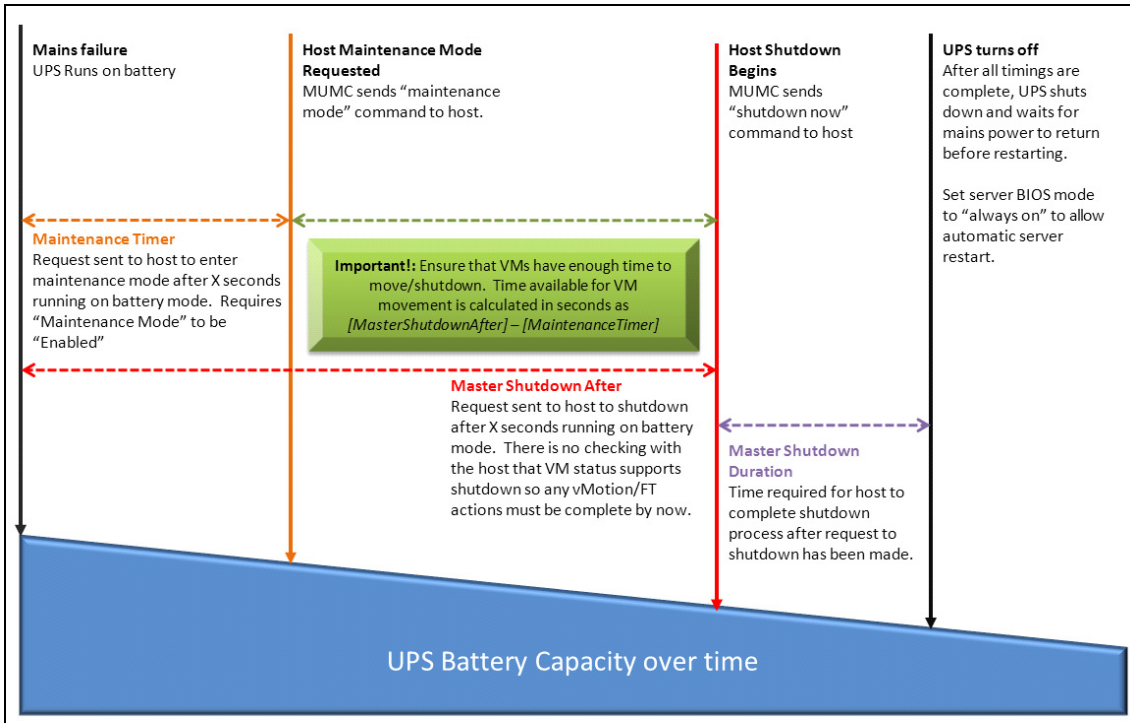 Mains failure
UPS Runs on battery
Host Maintenance Mode
Requested
MUMC sends “maintenance
mode” command to host.
Host Shutdown
Begins
MUMC sends
“shutdown now”
command to host
UPS turns off
After all timings are
complete, UPS shuts
down and waits for
mains power to return
before restarting.
Set server BIOS mode
to “always on” to allow
automatic server
restart.
Maintenance Timer
Request sent to host to enter
maintenance mode after X seconds
running on battery mode.  Requires
“Maintenance Mode” to be
“Enabled”
Important!: Ensure that VMs have enough time to
move/shutdown.  Time available for VM
movement is calculated in seconds as
[MasterShutdownAfter] – [MaintenanceTimer]
Master Shutdown After
Request sent to host to shutdown
after X seconds running on battery
mode.  There is no checking with
the host that VM status supports
shutdown so any vMotion/FT
actions must be complete by now.
Master Shutdown
Duration
Time required for host to
complete shutdown
process after request to
shutdown has been made.
UPS Battery Capacity over time